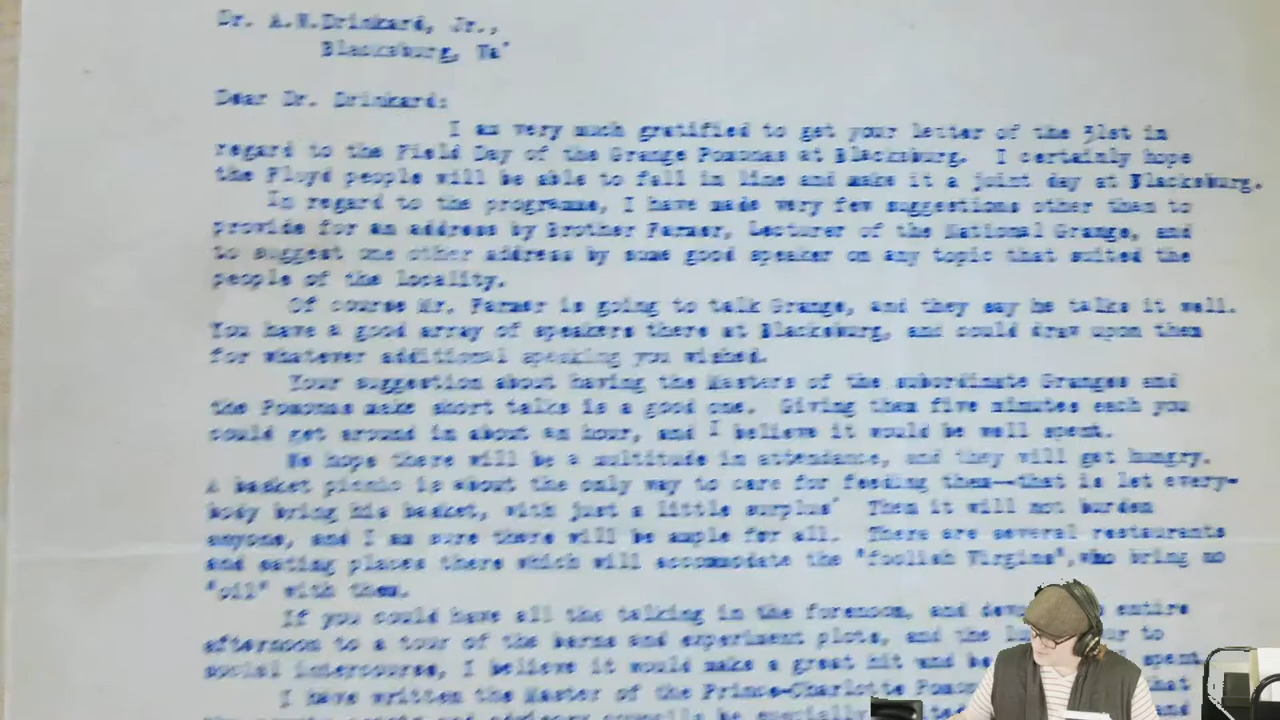 Dr. A.W.Drinkard, Jr.,
Blacksburg, Va
Dear Dr. Drinkard:
I am very much gratified to get your letter of the 31st in
regard to the Field Day of the Grange Pomonas at Blacksburg. I certainly hope
the Floyd people will be able to fall in line and make it a joint day at Blacksburg.
In regard to the programme, I have made very few suggestions other than to
provide for an address by Brother Farmer, Lecturer of the National Grange, and
to suggest one other address by some good speaker on any topic that suited the
people of the locality.
Of course Mr. Farmer is going to talk Grange, and they say he talks it well.
You have a good array of speakers there at Blacksburg, and could draw upon them
for whatever additional speaking you wished.
Your suggestion about having the Masters of the subordinate Granges and
the Pomonas make short talks is a good one. Giving them five minutes each you
could get around in about an hour, and I believe it would be well spent.
We hope there will be a multitude in attendance, and they will get hungry.
A basket picnic is about the only way to care for feeding them--that is let every-
body bring his basket, with just a little surplus Then it will not burden
anyone, and I am sure there will be ample for all. There are several restaurants
and eating places there which will accommodate the "foolish Virgins",who bring no
"oil" with them.
If you could have all the talking in the forenoon, and entire
afternoon to a tour of the barns and experiment plots, and the to
social intercourse, I believe it would make a great hit and be spent.
I have written the Master of the Prince-Charlotte that
and advisory councils be specially and